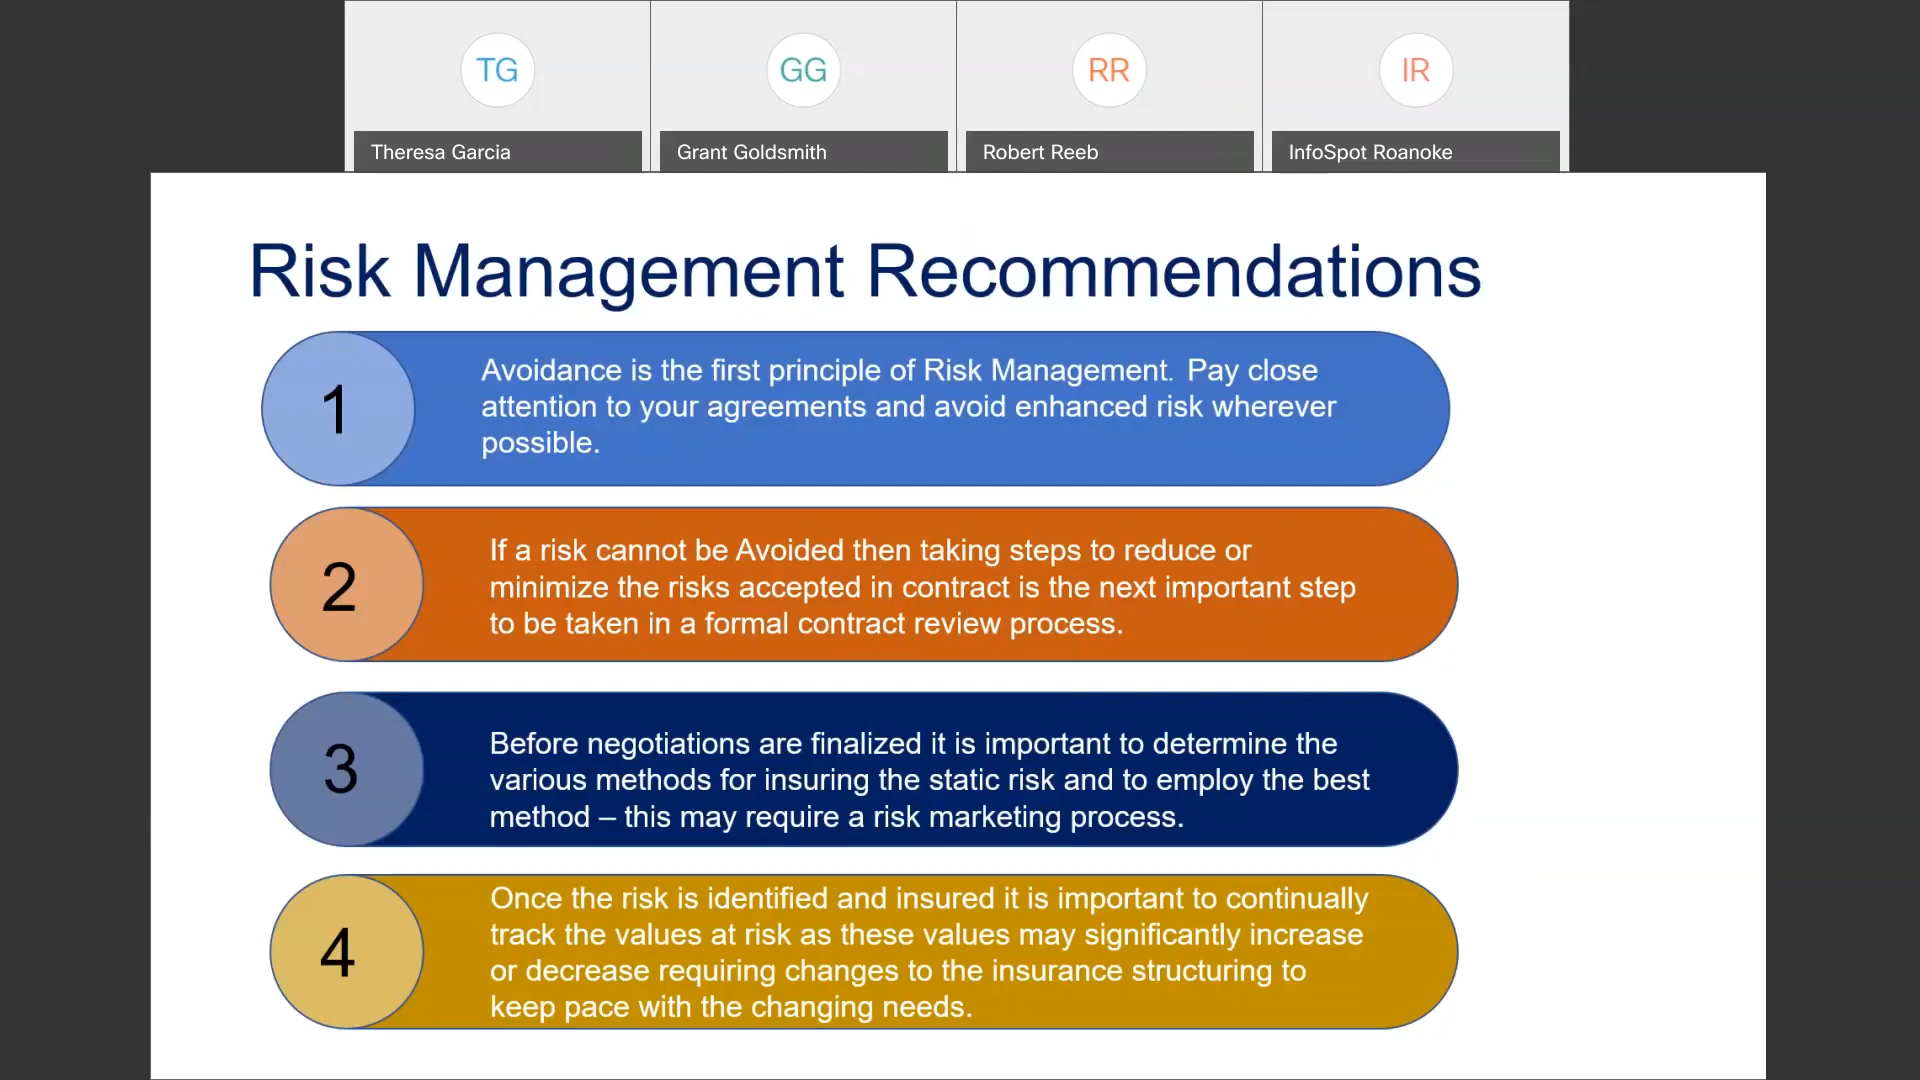 TG
GG
RR
IR
Theresa Garcia
Grant Goldsmith
Robert Reeb
InfoSpot Roanoke
Risk Management Recommendations
1
Avoidance is the first principle of Risk Management. Pay close
attention to your agreements and avoid enhanced risk wherever
possible.
2
If a risk cannot be Avoided then taking steps to reduce or
minimize the risks accepted in contract is the next important step
to be taken in a formal contract review process.
3
Before negotiations are finalized it is important to determine the
various methods for insuring the static risk and to employ the best
method – this may require a risk marketing process.
4
Once the risk is identified and insured it is important to continually
track the values at risk as these values may significantly increase
or decrease requiring changes to the insurance structuring to
keep pace with the changing needs.